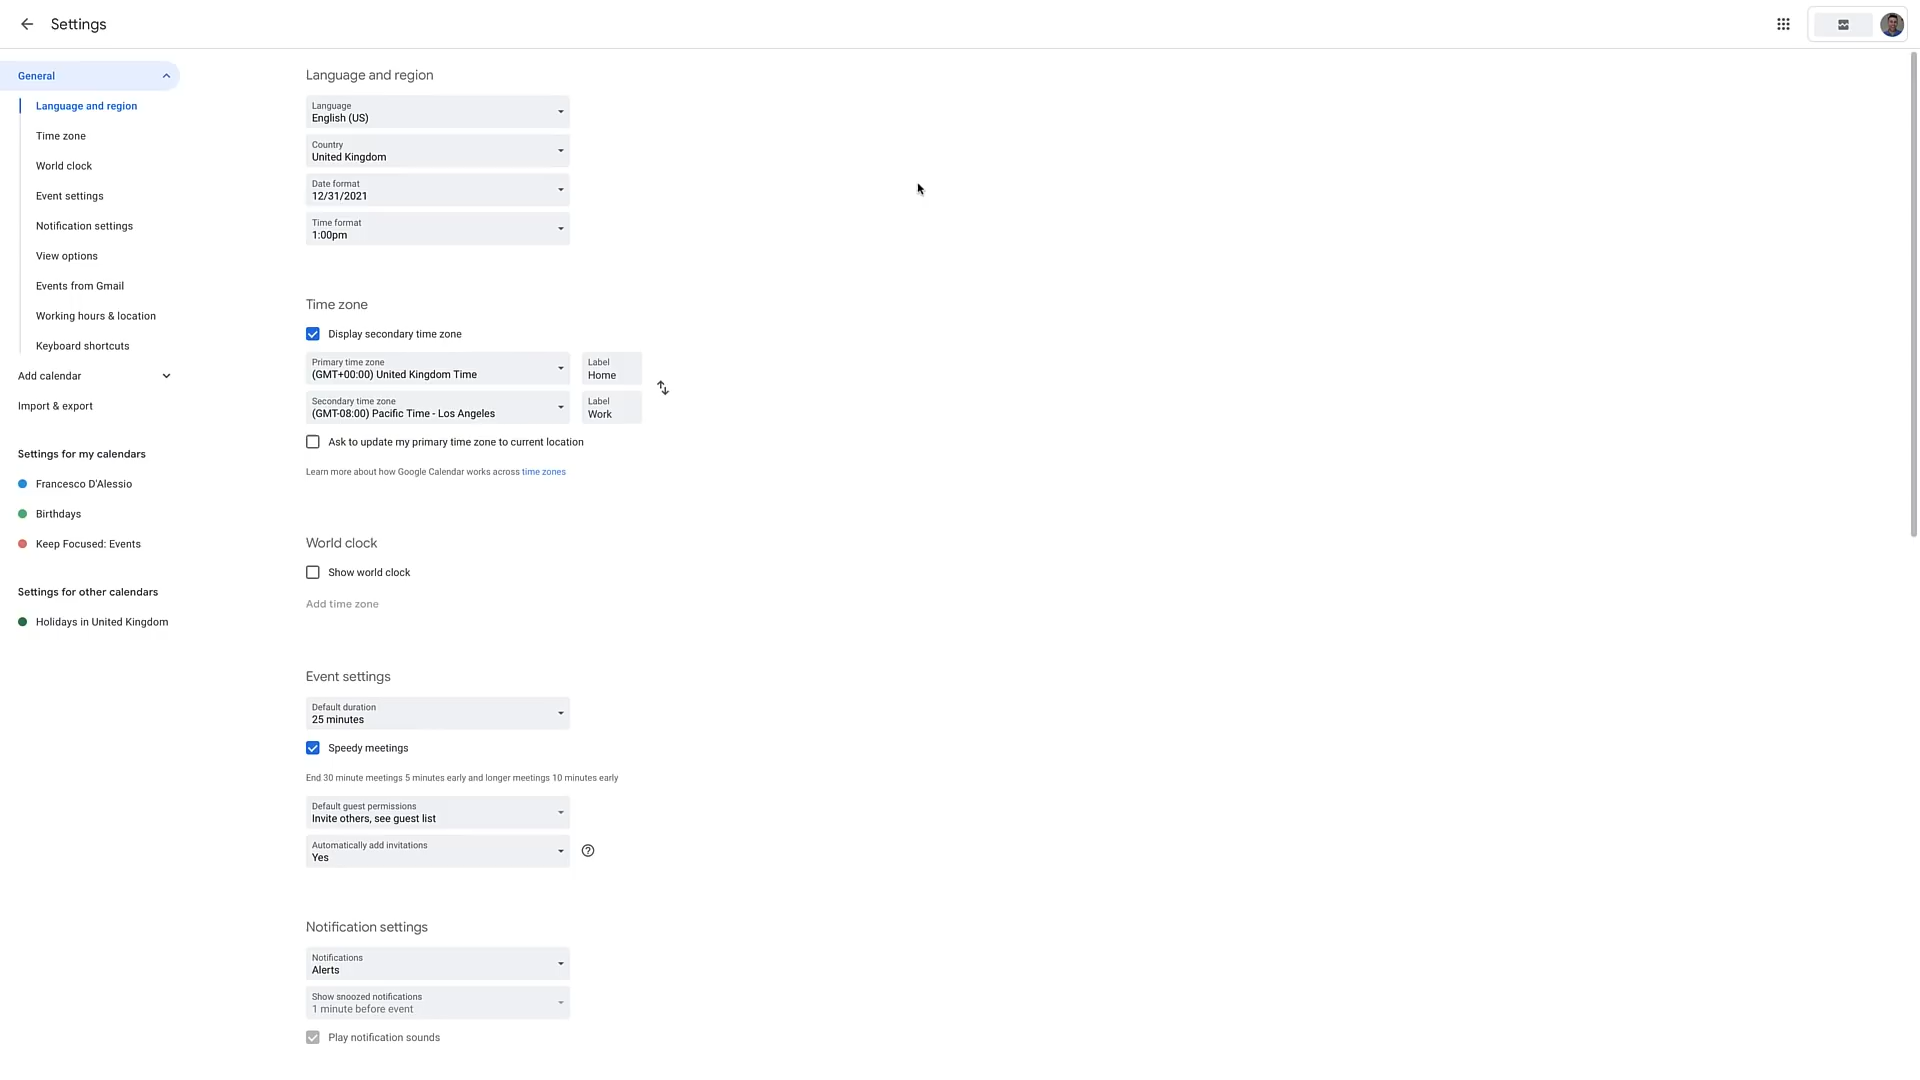 Settings
General
Language and region
Time zone
World clock
Event settings
Notification settings
View options
Events from Gmail
Working hours & location
Keyboard shortcuts
Add calendar
Import & export
Settings for my calendars
Francesco D'Alessio
Birthdays
Keep Focused: Events
Settings for other calendars
Holidays in United Kingdom
Language and region
Language
English (US)
Country
United Kingdom
Date format
12/31/2021
Time format
1:00pm
Time zone
Display secondary time zone
Primary time zone
(GMT+00:00) United Kingdom Time
Label
Home
Secondary time zone
(GMT-08:00) Pacific Time - Los Angeles
Label
Work
Ask to update my primary time zone to current location
Learn more about how Google Calendar works across time zones
World clock
Show world clock
Add time zone
Event settings
Default duration
25 minutes
Speedy meetings
End 30 minute meetings 5 minutes early and longer meetings 10 minutes early
Default guest permissions
Invite others, see guest list
Automatically add invitations
Yes
Notification settings
Notifications
Alerts
Show snoozed notifications
1 minute before event
Play notification sounds